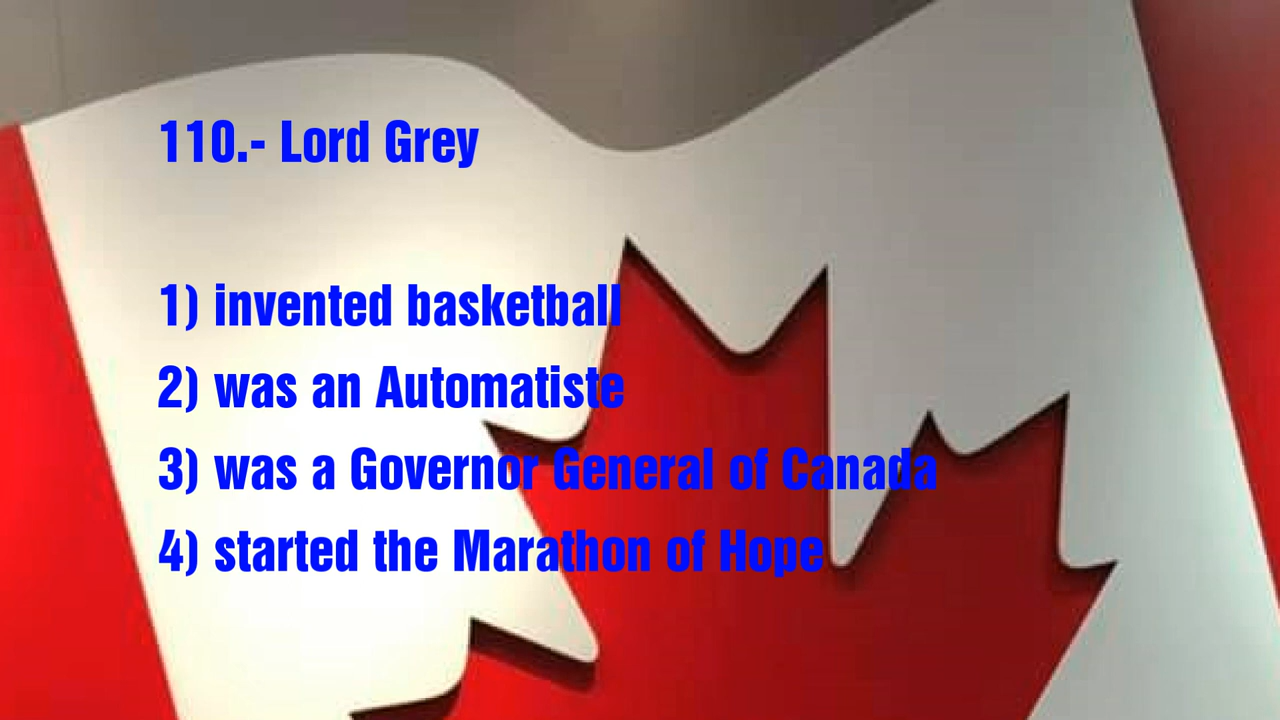 110.- Lord Grey
1) invented basketball
2) was an Automatiste
3) was a Governor General of Canada
4) started the Marathon of Hope